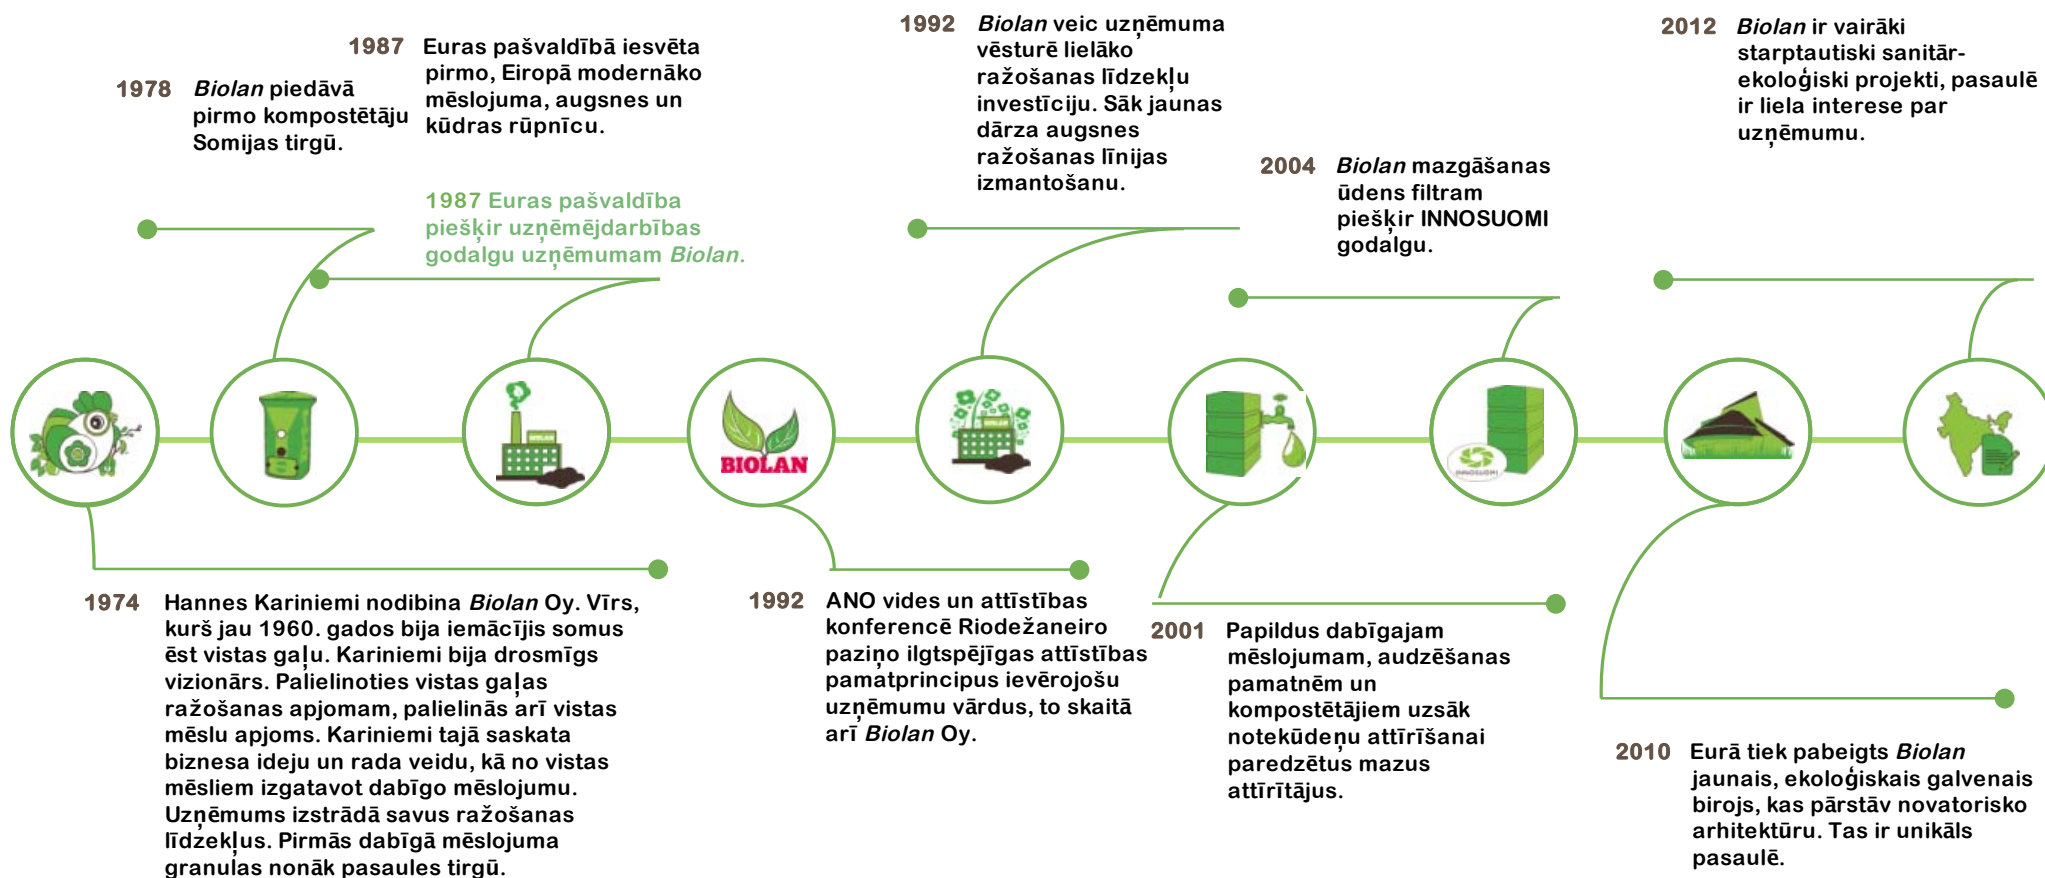 1978 Biolan piedāvā
pirmo kompostētāju
Somijas tirgū.
1987 Euras pašvaldībā iesvēta
pirmo, Eiropā modernāko
mēslojuma, augsnes un
kūdras rūpnīcu.
1987 Euras pašvaldība
piešķir uzņēmējdarbības
godalgu uzņēmumam Biolan.
1992 Biolan veic uzņēmuma
vēsturē lielāko
ražošanas līdzekļu
investīciju. Sāk jaunas
dārza augsnes
ražošanas līnijas
izmantošanu.
2004 Biolan mazgāšanas
ūdens filtram
piešķir INNOSUOMI
godalgu.
2012 Biolan ir vairāki
starptautiski sanitār-
ekoloģiski projekti, pasaulē
ir liela interese par
uzņēmumu.
BIOLAN
BIOLAN
BIOLAN
INNOSUOMI
1974 Hannes Kariniemi nodibina Biolan Oy. Vīrs,
kurš jau 1960. gados bija iemācījis somus
ēst vistas gaļu. Kariniemi bija drosmīgs
vizionārs. Palielinoties vistas gaļas
ražošanas apjomam, palielinās arī vistas
mēslu apjoms. Kariniemi tajā saskata
biznesa ideju un rada veidu, kā no vistas
mēsliem izgatavot dabīgo mēslojumu.
Uzņēmums izstrādā savus ražošanas
līdzekļus. Pirmās dabīgā mēslojuma
granulas nonāk pasaules tirgū.
1992 ANO vides un attīstības
konferencē Riodežaneiro
paziņo ilgtspējīgas attīstības
pamatprincipus ievērojošu
uzņēmumu vārdus, to skaitā
arī Biolan Oy.
2001 Papildus dabīgajam
mēslojumam, audzēšanas
pamatnēm un
kompostētājiem uzsāk
notekūdeņu attīrīšanai
paredzētus mazus
attīrītājus.
2010 Eurā tiek pabeigts Biolan
jaunais, ekoloģiskais galvenais
birojs, kas pārstāv novatorisko
arhitektūru. Tas ir unikāls
pasaulē.